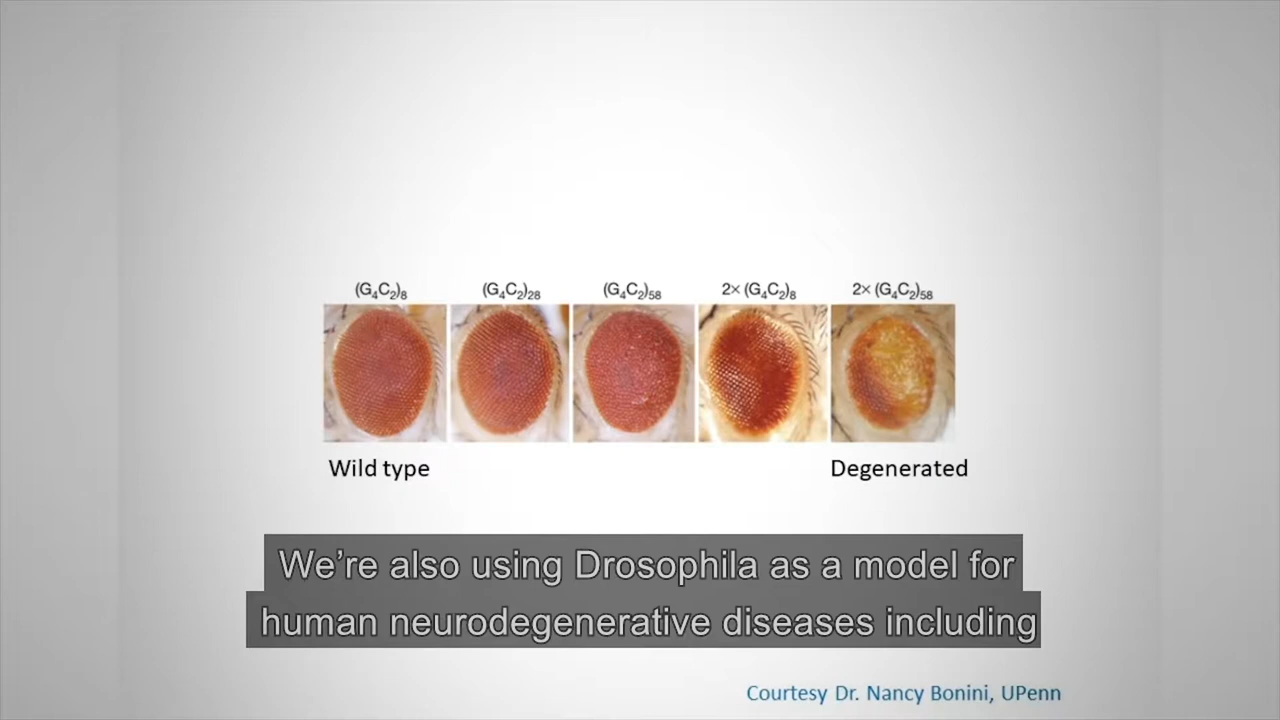 (G₄C₂)₈ (G₄C₂)₂₈ (G₄C₂)₅₈ 2× (G₄C₂)₈ 2× (G₄C₂)₅₈
Wild type Degenerated
We’re also using Drosophila as a model for
human neurodegenerative diseases including
Courtesy Dr. Nancy Bonini, UPenn